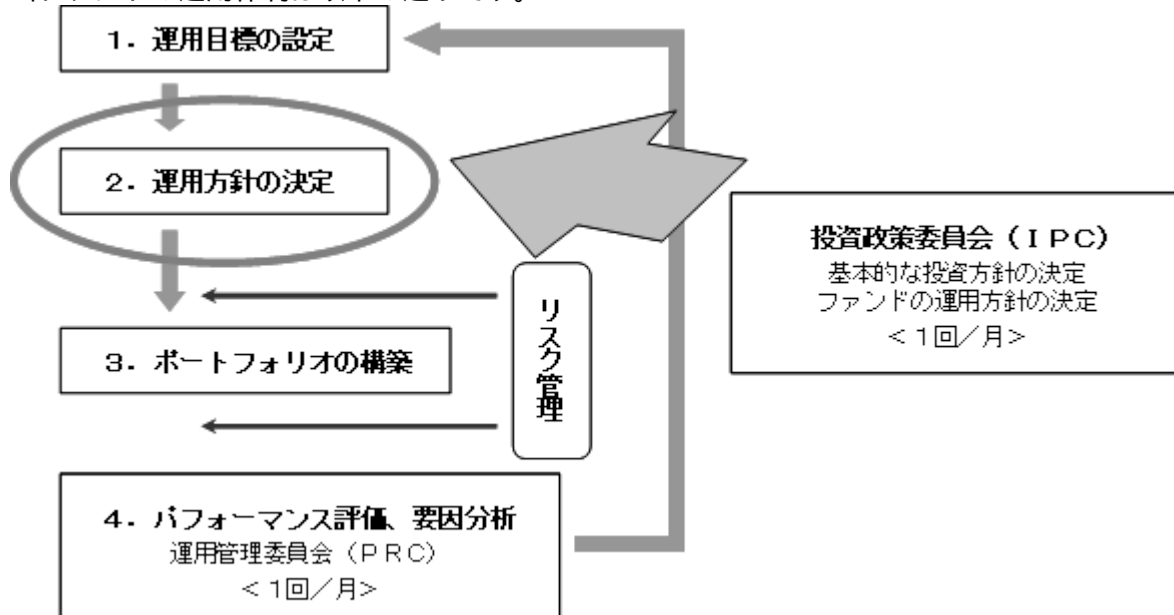 1．運用目標の設定
2．運用方針の決定
投資政策委員会（ＩＰＣ）
基本的な投資方針の決定
ファンドの運用方針の決定
＜１回／月＞
リスク管理
3．ポートフォリオの構築
4．パフォーマンス評価、要因分析
運用管理委員会（ＰＲＣ）
＜１回／月＞